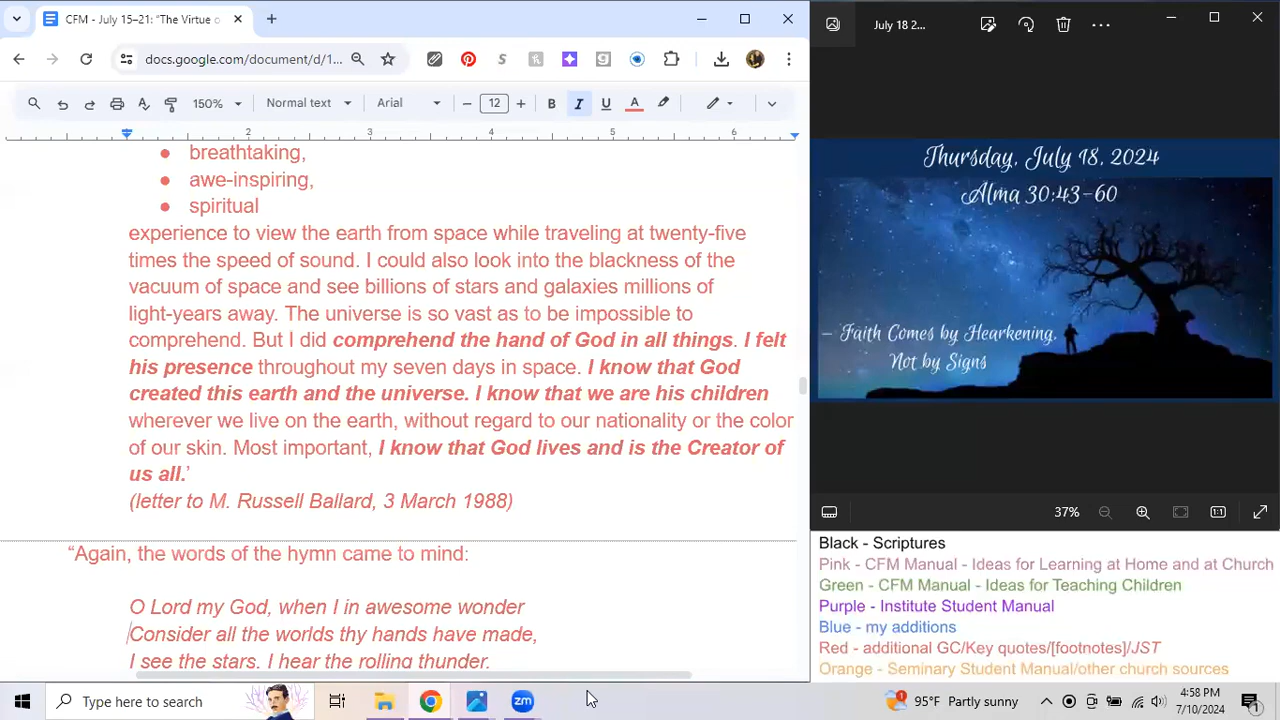 CFM - July 15–21: "The Virtue o
docs.google.com/document/d/1...
150%
Normal text
Arial
12
B
I
U
A
2
3
4
5
6
● breathtaking,
● awe-inspiring,
● spiritual
experience to view the earth from space while traveling at twenty-five
times the speed of sound. I could also look into the blackness of the
vacuum of space and see billions of stars and galaxies millions of
light-years away. The universe is so vast as to be impossible to
comprehend. But I did comprehend the hand of God in all things. I felt
his presence throughout my seven days in space. I know that God
created this earth and the universe. I know that we are his children
wherever we live on the earth, without regard to our nationality or the color
of our skin. Most important, I know that God lives and is the Creator of
us all.'
(letter to M. Russell Ballard, 3 March 1988)
“Again, the words of the hymn came to mind:
O Lord my God, when I in awesome wonder
Consider all the worlds thy hands have made,
I see the stars. I hear the rolling thunder.
July 18 2...
Thursday, July 18, 2024
Alma 30:43-60
— Faith Comes by Hearkening,
Not by Signs
37%
1:1
Black - Scriptures
Pink - CFM Manual - Ideas for Learning at Home and at Church
Green - CFM Manual - Ideas for Teaching Children
Purple - Institute Student Manual
Blue - my additions
Red - additional GC/Key quotes/[footnotes]/JST
Orange - Seminary Student Manual/other church sources
Type here to search
zm
95°F Partly sunny
4:58 PM
7/10/2024